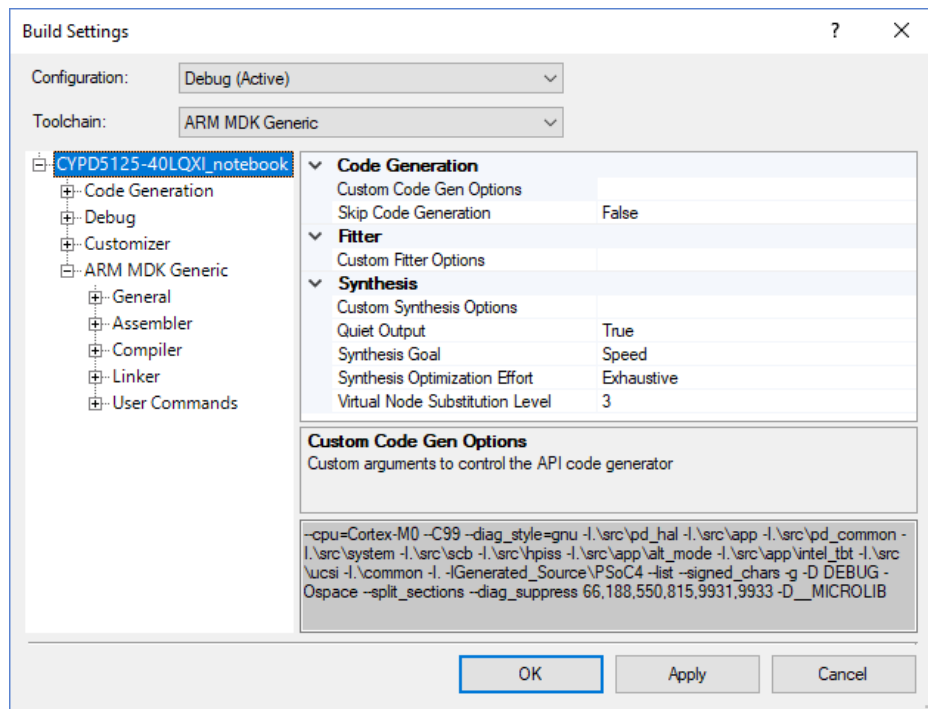 Build Settings
?
Configuration:
Debug (Active)
Toolchain:
ARM MDK Generic
CYPD5125-40LQXI_notebook
Code Generation
Debug
Customizer
ARM MDK Generic
General
Assembler
Compiler
Linker
User Commands
Code Generation
Custom Code Gen Options
Skip Code Generation False
Fitter
Custom Fitter Options
Synthesis
Custom Synthesis Options
Quiet Output True
Synthesis Goal Speed
Synthesis Optimization Effort Exhaustive
Virtual Node Substitution Level 3
Custom Code Gen Options
Custom arguments to control the API code generator
--cpu=Cortex-M0 --C99 --diag_style=gnu -I.\src\pd_hal -I.\src\app -I.\src\pd_common -
I.\src\system -I.\src\scb -I.\src\hpiss -I.\src\app\alt_mode -I.\src\app\intel_tbt -I.\src
\ucsi -I.\common -I. -IGenerated_Source\PSoC4 --list --signed_chars -g -D DEBUG -
Ospace --split_sections --diag_suppress 66,188,550,815,9931,9933 -D__MICROLIB
OK
Apply
Cancel